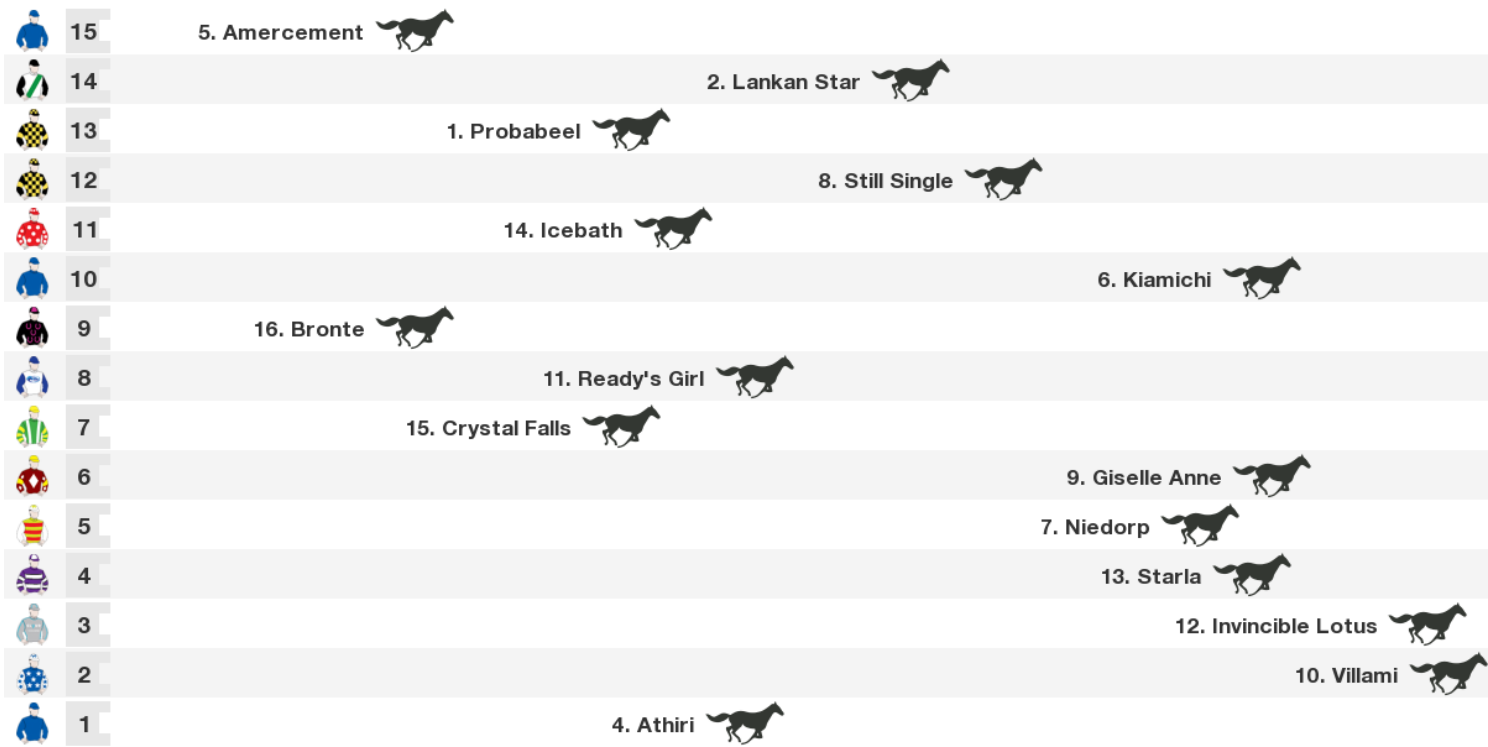 15 5. Amercement
14 2. Lankan Star
13 1. Probabeel
12 8. Still Single
11 14. Icebath
10 6. Kiamichi
9 16. Bronte
8 11. Ready's Girl
7 15. Crystal Falls
6 9. Giselle Anne
5 7. Niedorp
4 13. Starla
3 12. Invincible Lotus
2 10. Villami
1 4. Athiri